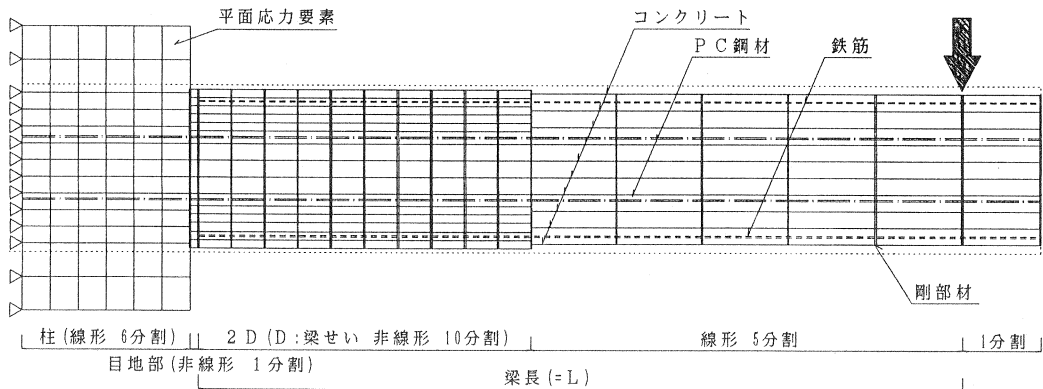 平面応力要素
コンクリート
PC鋼材
鉄筋
剛部材
柱(線形 6分割)
2D(D:梁せい 非線形 10分割)
線形 5分割
1分割
目地部(非線形 1分割)
梁長(=L)